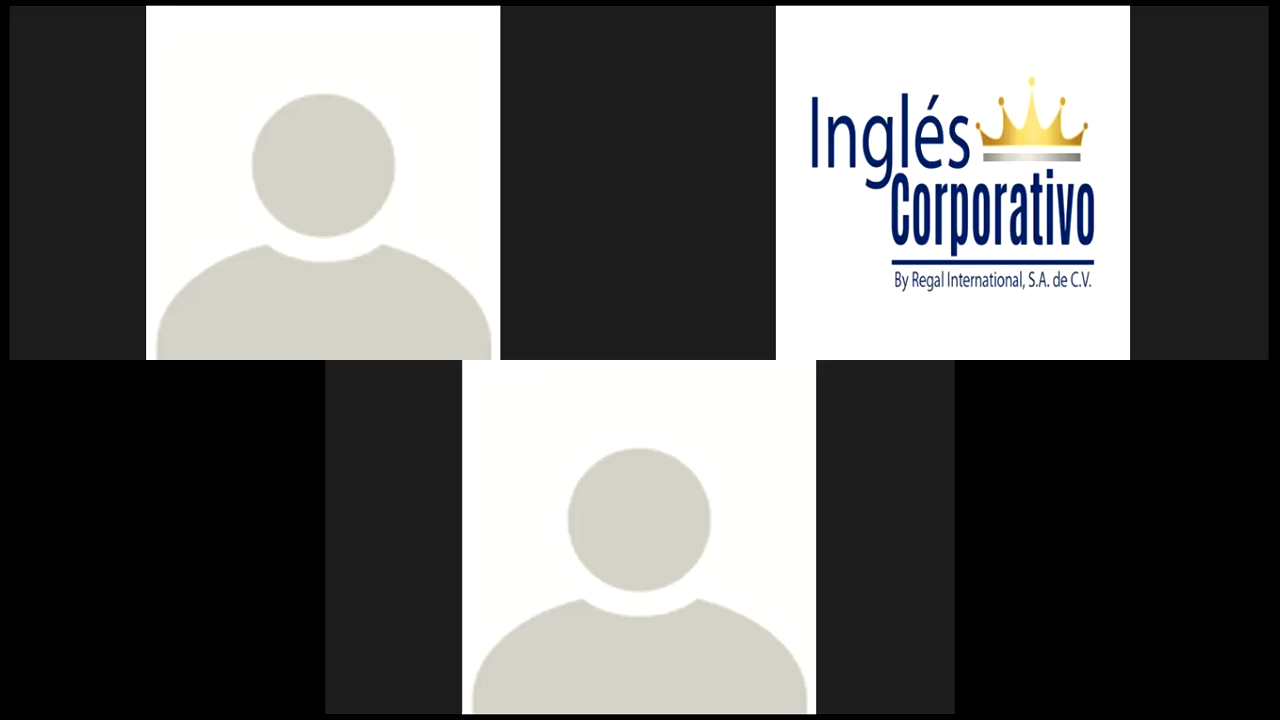 Inglés
Corporativo
By Regal International, S.A. de C.V.